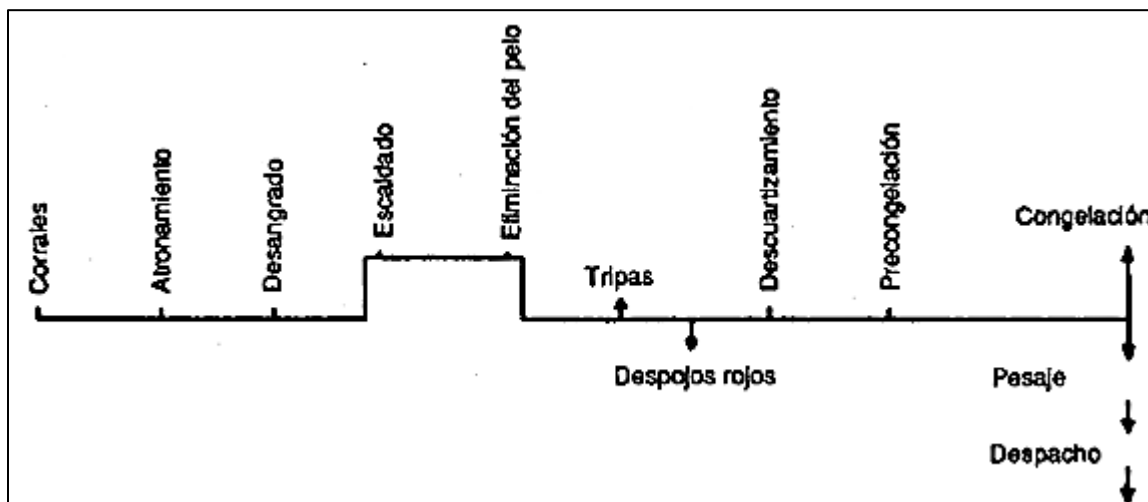 Corrales
Atronamiento
Desangrado
Escaldado
Eliminación del pelo
Tripas
Despojos rojos
Descuartizamiento
Precongelación
Congelación
Pesaje
Despacho